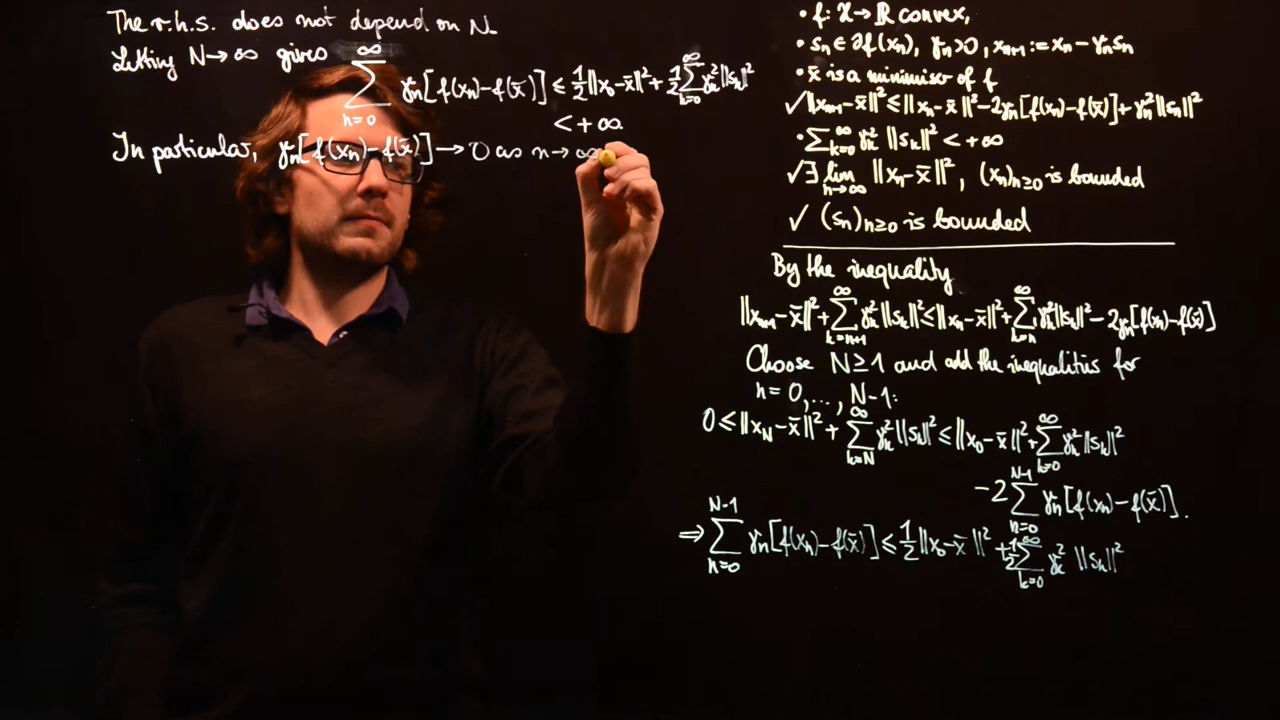 The r.h.s. does not depend on N.
Letting N→∞ gives
∑_{n=0}^{∞} γₙ[f(xₙ)-f(x̄)] ≤ ½‖x₀-x̄‖² + ½∑_{k=0}^{∞} γₖ²‖sₖ‖²
< +∞.
In particular, γₙ[f(xₙ)-f(x̄)] → 0 as n→∞
• f: X→ℝ convex,
• sₙ∈∂f(xₙ), γₙ>0, xₙ₊₁:= xₙ-γₙsₙ
• x̄ is a minimiser of f
✓‖xₙ₊₁-x̄‖² ≤ ‖xₙ-x̄‖²-2γₙ[f(xₙ)-f(x̄)]+γₙ²‖sₙ‖²
• ∑_{k=0}^{∞} γₖ² ‖sₖ‖² < +∞
✓∃ lim_{n→∞} ‖xₙ-x̄‖², (xₙ)_{n≥0} is bounded
✓ (sₙ)_{n≥0} is bounded
By the inequality
‖xₙ₊₁-x̄‖²+∑_{k=n+1}^{∞} γₖ²‖sₖ‖² ≤ ‖xₙ-x̄‖²+∑_{k=n}^{∞} γₖ²‖sₖ‖²-2γₙ[f(xₙ)-f(x̄)]
Choose N≥1 and add the inequalities for
n=0,...,N-1:
0 ≤ ‖x_N-x̄‖²+∑_{k=N}^{∞} γₖ²‖sₖ‖² ≤ ‖x₀-x̄‖²+∑_{k=0}^{∞} γₖ²‖sₖ‖²
-2∑_{n=0}^{N-1} γₙ[f(xₙ)-f(x̄)].
⇒∑_{n=0}^{N-1} γₙ[f(xₙ)-f(x̄)] ≤ ½‖x₀-x̄‖² +½∑_{k=0}^{∞} γₖ² ‖sₖ‖²